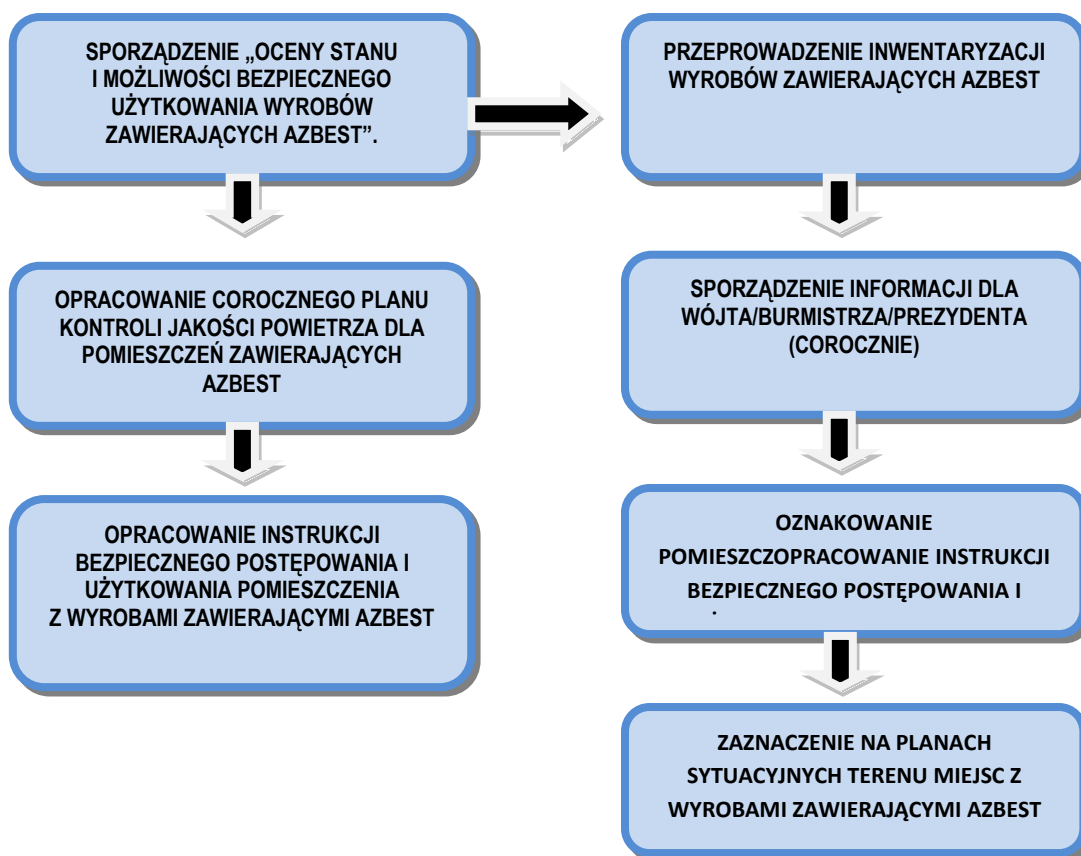 SPORZĄDZENIE „OCENY STANU
I MOŻLIWOŚCI BEZPIECZNEGO
UŻYTKOWANIA WYROBÓW
ZAWIERAJĄCYCH AZBEST”.
PRZEPROWADZENIE INWENTARYZACJI
WYROBÓW ZAWIERAJĄCYCH AZBEST
OPRACOWANIE COROCZNEGO PLANU
KONTROLI JAKOŚCI POWIETRZA DLA
POMIESZCZEŃ ZAWIERAJĄCYCH
AZBEST
SPORZĄDZENIE INFORMACJI DLA
WÓJTA/BURMISTRZA/PREZYDENTA
(COROCZNIE)
OPRACOWANIE INSTRUKCJI
BEZPIECZNEGO POSTĘPOWANIA I
UŻYTKOWANIA POMIESZCZENIA
Z WYROBAMI ZAWIERAJĄCYMI AZBEST
OZNAKOWANIE
POMIESZCZOPRACOWANIE INSTRUKCJI
BEZPIECZNEGO POSTĘPOWANIA I
ZAZNACZENIE NA PLANACH
SYTUACYJNYCH TERENU MIEJSC Z
WYROBAMI ZAWIERAJĄCYMI AZBEST